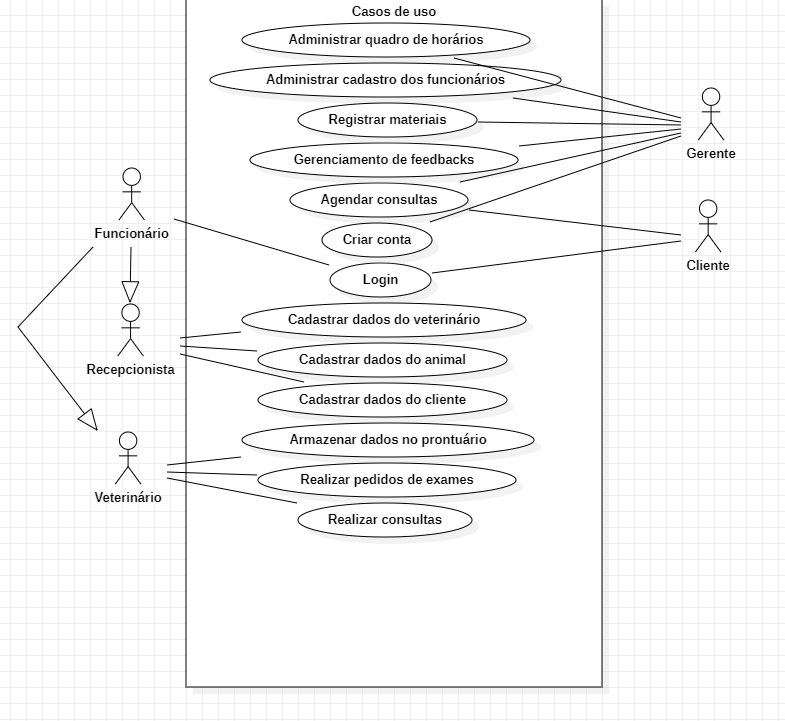 Casos de uso
Administrar quadro de horários
Administrar cadastro dos funcionários
Registrar materiais
Gerenciamento de feedbacks
Agendar consultas
Criar conta
Login
Cadastrar dados do veterinário
Cadastrar dados do animal
Cadastrar dados do cliente
Armazenar dados no prontuário
Realizar pedidos de exames
Realizar consultas
Funcionário
Recepcionista
Veterinário
Gerente
Cliente